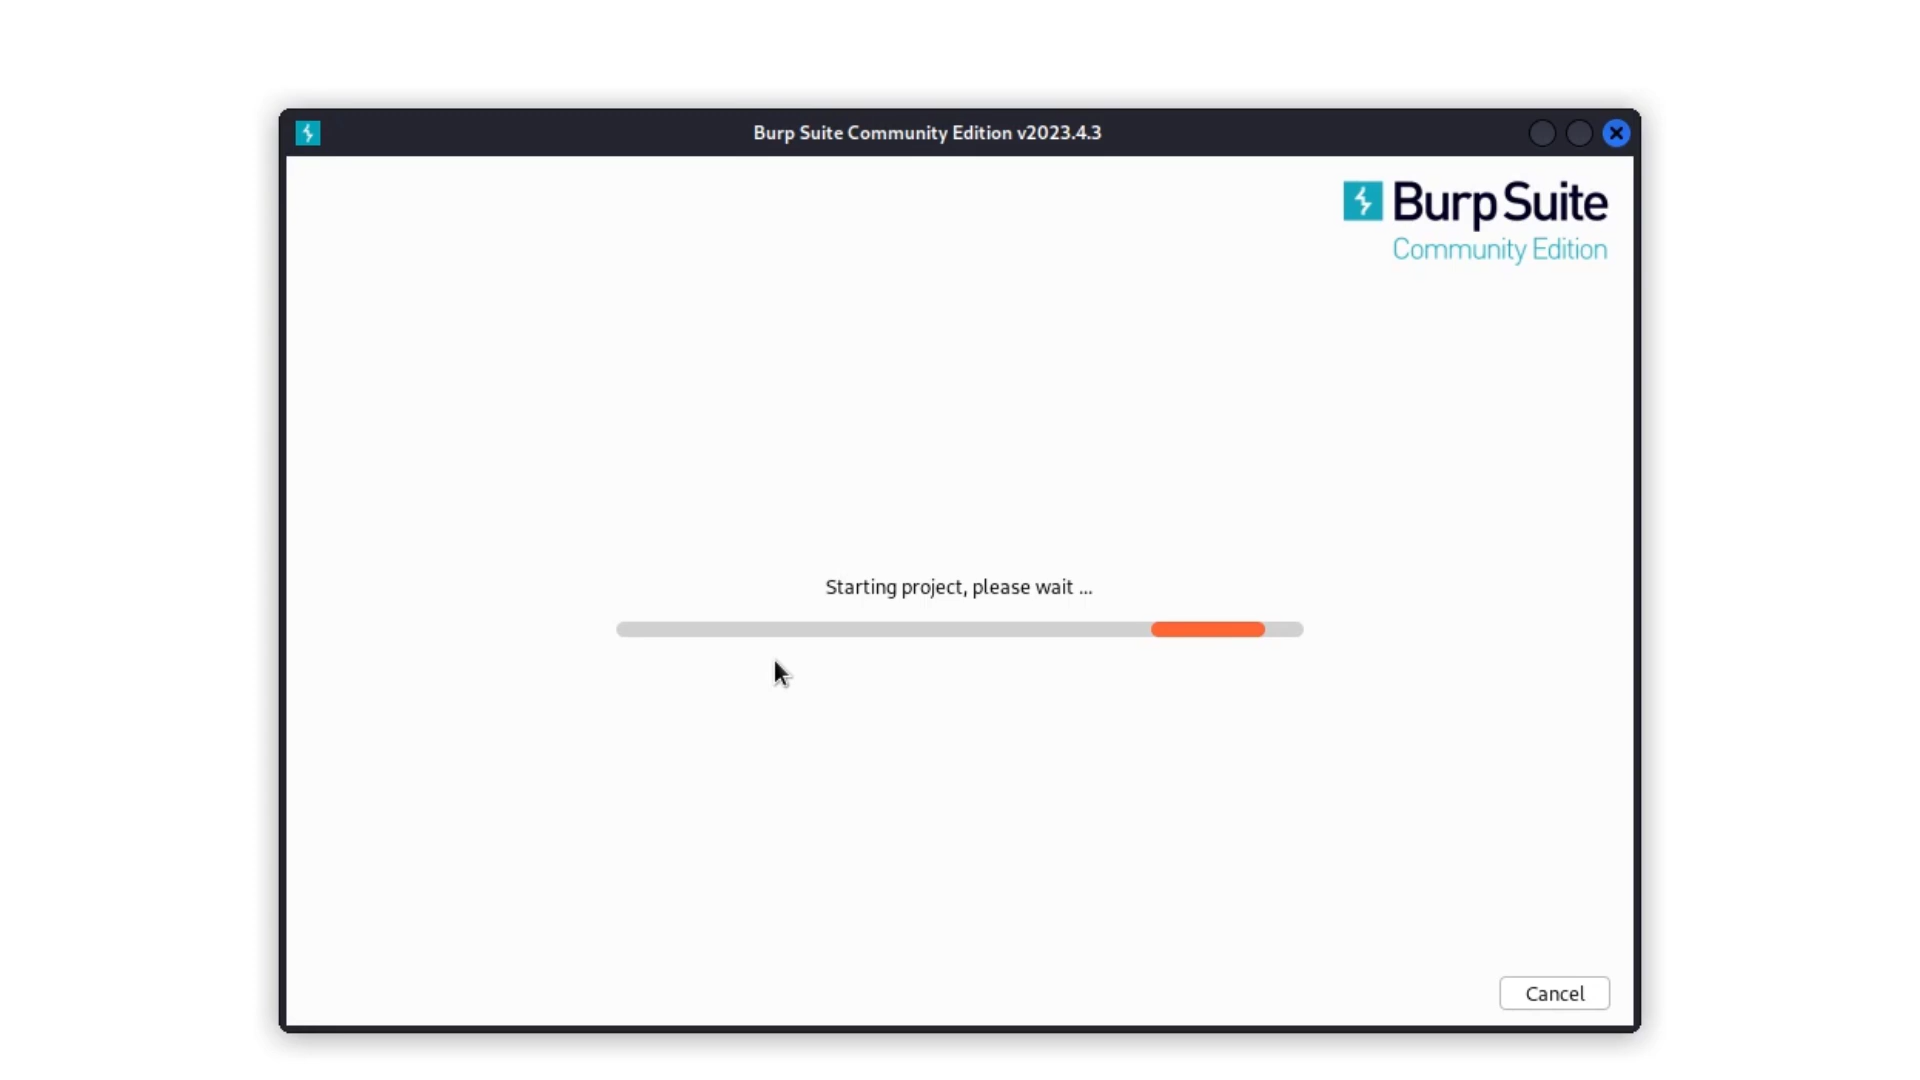 Burp Suite Community Edition v2023.4.3
Burp Suite
Community Edition
Starting project, please wait ...
Cancel